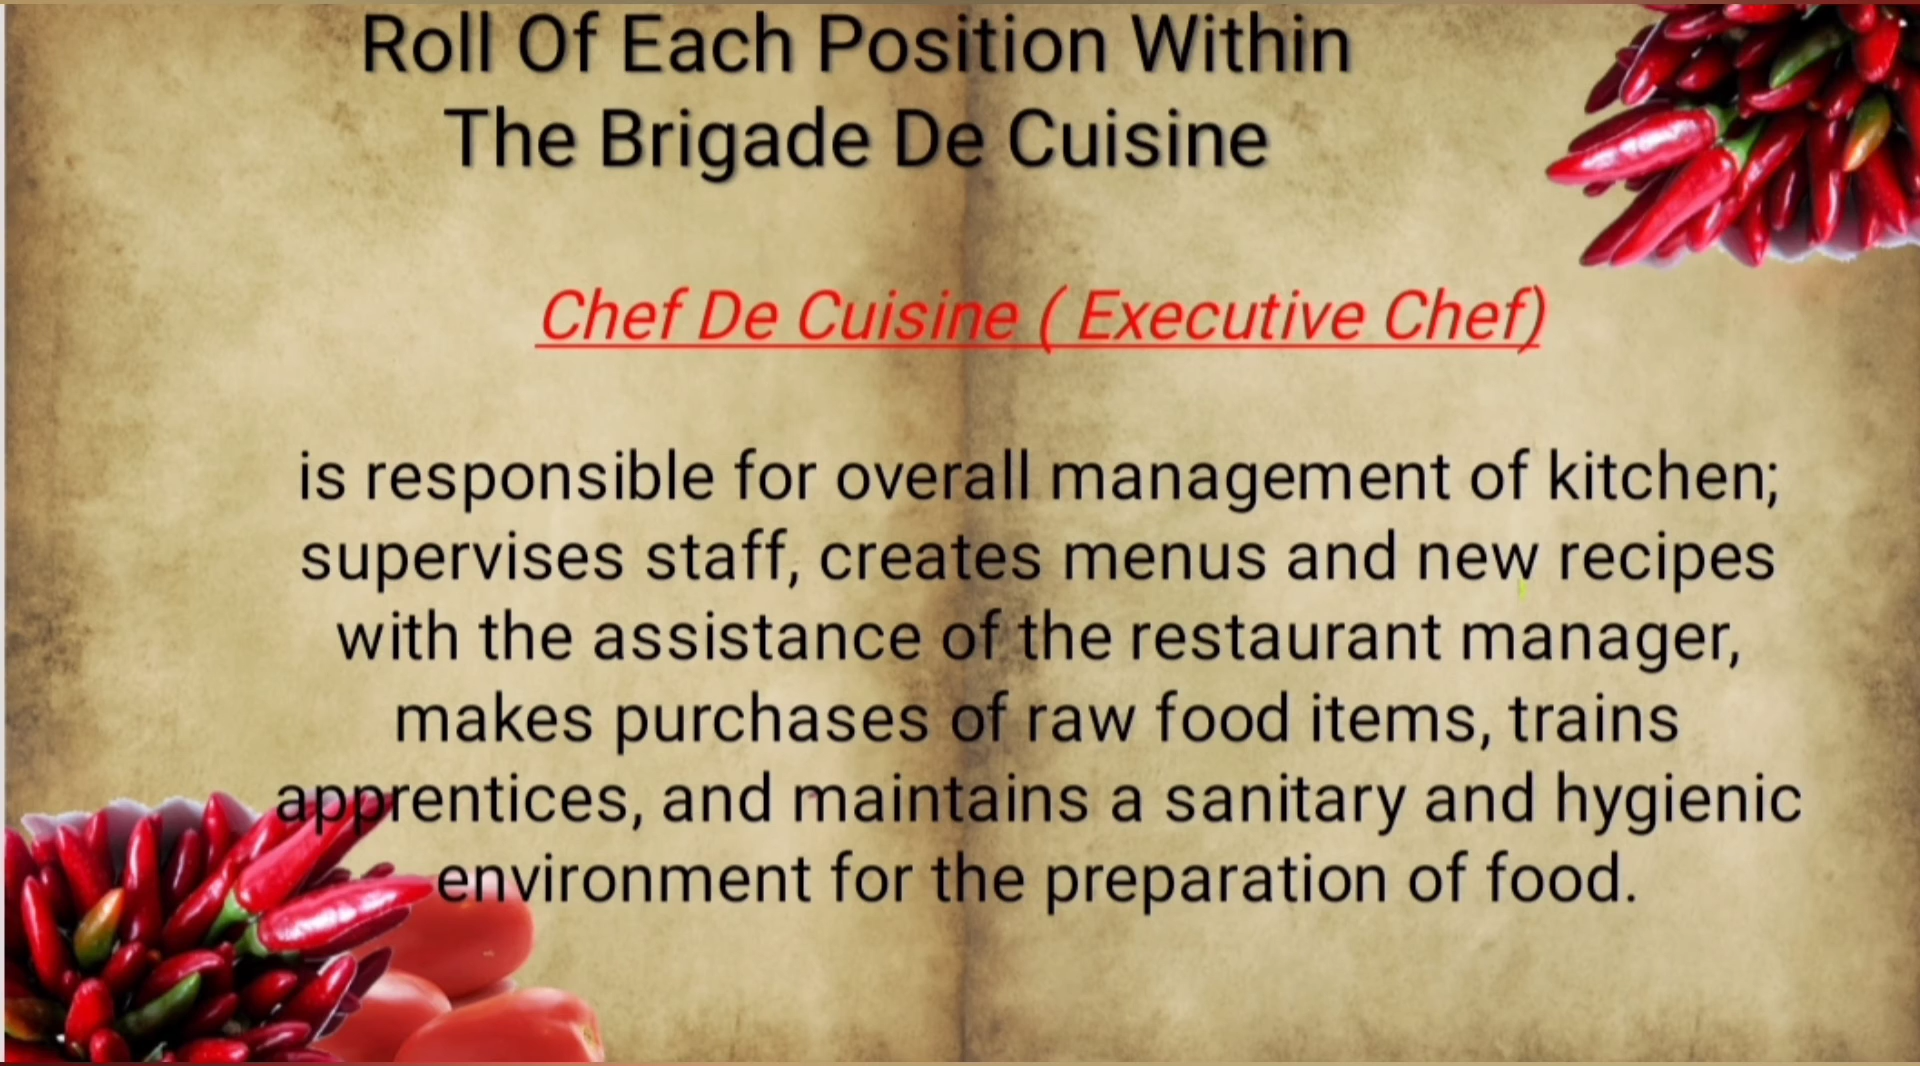 Roll Of Each Position Within
The Brigade De Cuisine
Chef De Cuisine ( Executive Chef)
is responsible for overall management of kitchen;
supervises staff, creates menus and new recipes
with the assistance of the restaurant manager,
makes purchases of raw food items, trains
apprentices, and maintains a sanitary and hygienic
environment for the preparation of food.